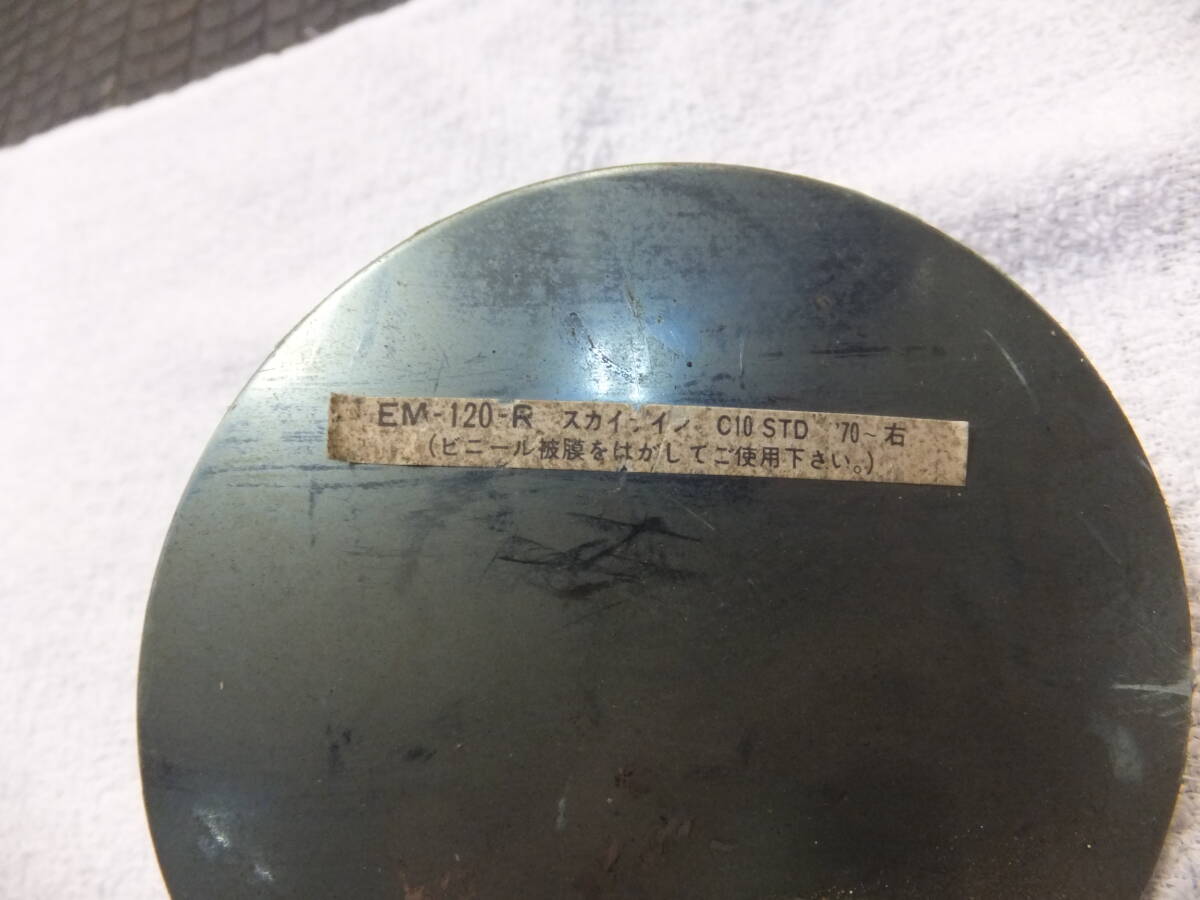 EM-120-R スカイライン C10 STD '70~右
(ビニール被膜をはがしてご使用下さい。)